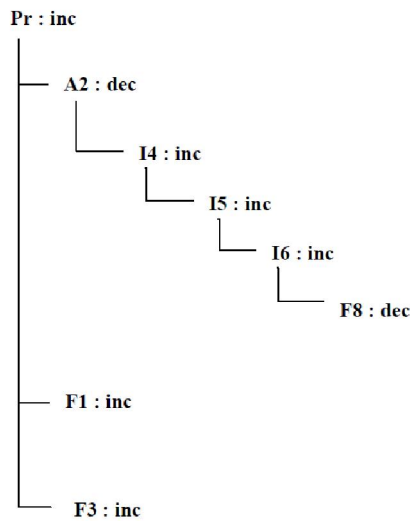 Pr : inc
A2 : dec
I4 : inc
I5 : inc
I6 : inc
F8 : dec
F1 : inc
F3 : inc